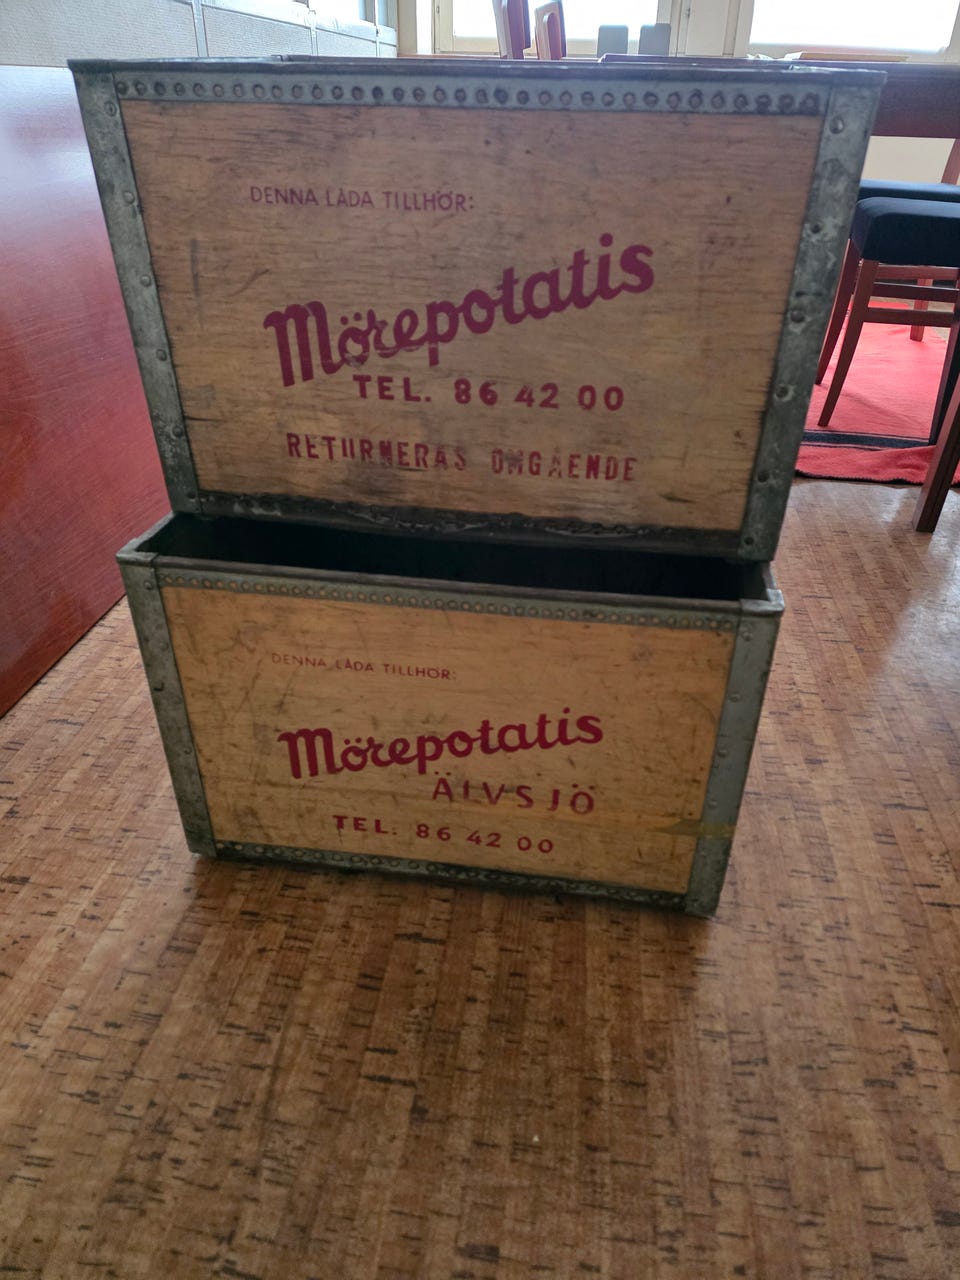 DENNA LÅDA TILLHÖR:
Mörepotatis
TEL. 86 42 00
RETURNERAS OMGÅENDE
DENNA LÅDA TILLHÖR:
Mörepotatis
ÄLVSJÖ
TEL. 86 42 00